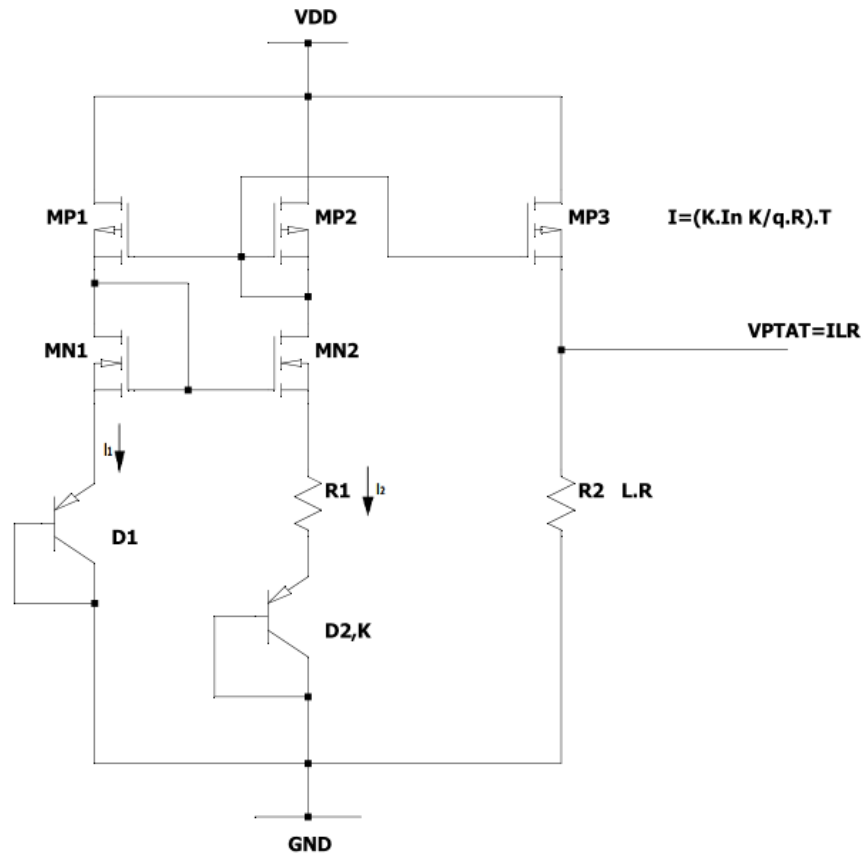 VDD
MP1
MP2
MP3
I=(K.In K/q.R).T
MN1
MN2
VPTAT=ILR
I₁
R1
I₂
R2 L.R
D1
D2,K
GND